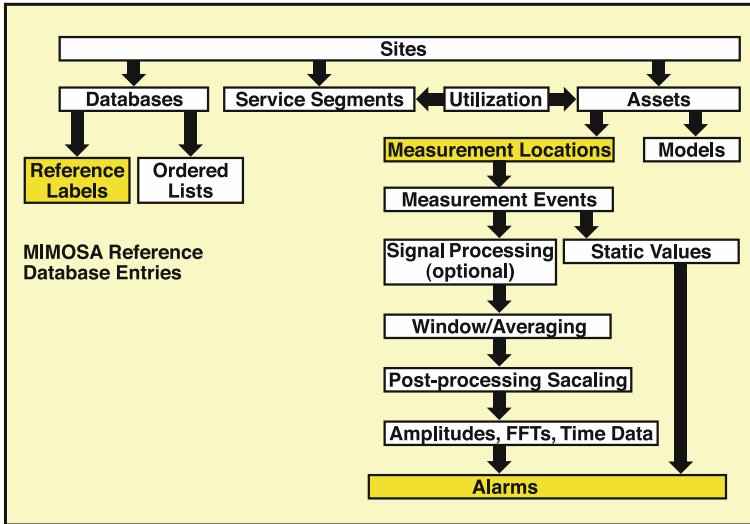 Sites
Databases
Service Segments
Utilization
Assets
Reference
Labels
Ordered
Lists
Measurement Locations
Models
Measurement Events
MIMOSA Reference
Database Entries
Signal Processing
(optional)
Static Values
Window/Averaging
Post-processing Sacaling
Amplitudes, FFTs, Time Data
Alarms